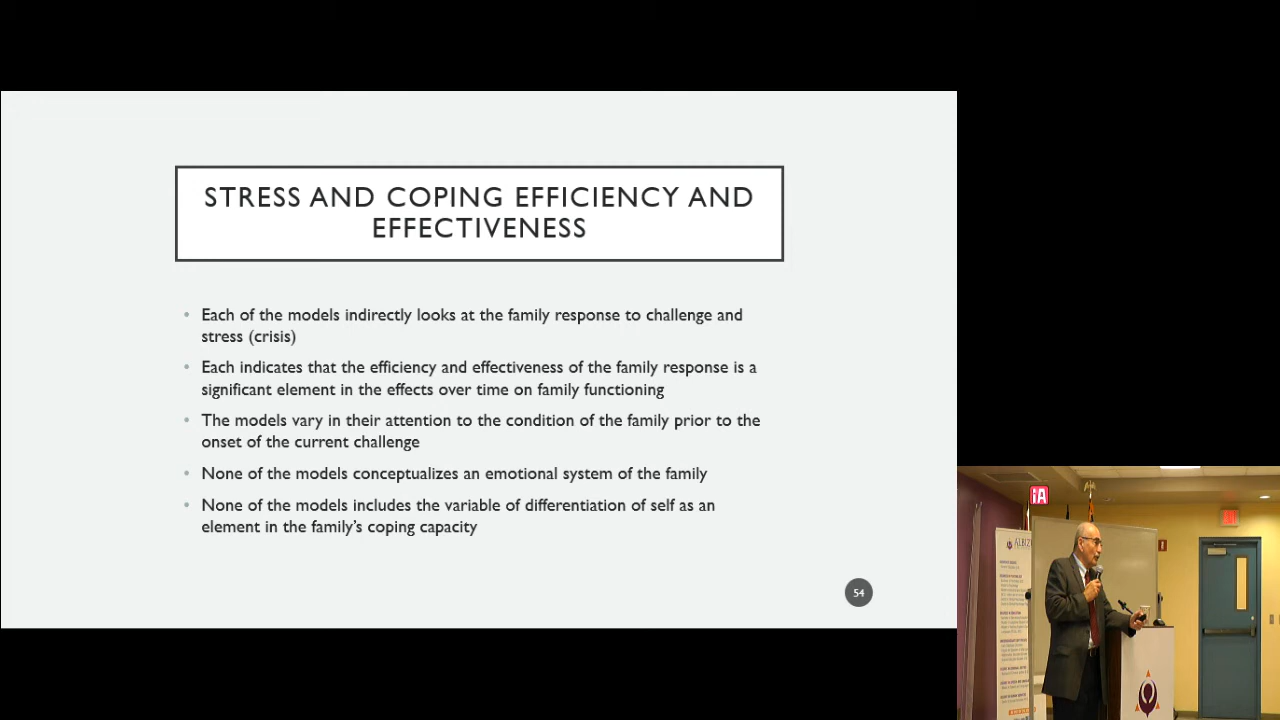 STRESS AND COPING EFFICIENCY AND
EFFECTIVENESS
• Each of the models indirectly looks at the family response to challenge and
stress (crisis)
• Each indicates that the efficiency and effectiveness of the family response is a
significant element in the effects over time on family functioning
• The models vary in their attention to the condition of the family prior to the
onset of the current challenge
• None of the models conceptualizes an emotional system of the family
• None of the models includes the variable of differentiation of self as an
element in the family's coping capacity
54
iA
ALBIZU